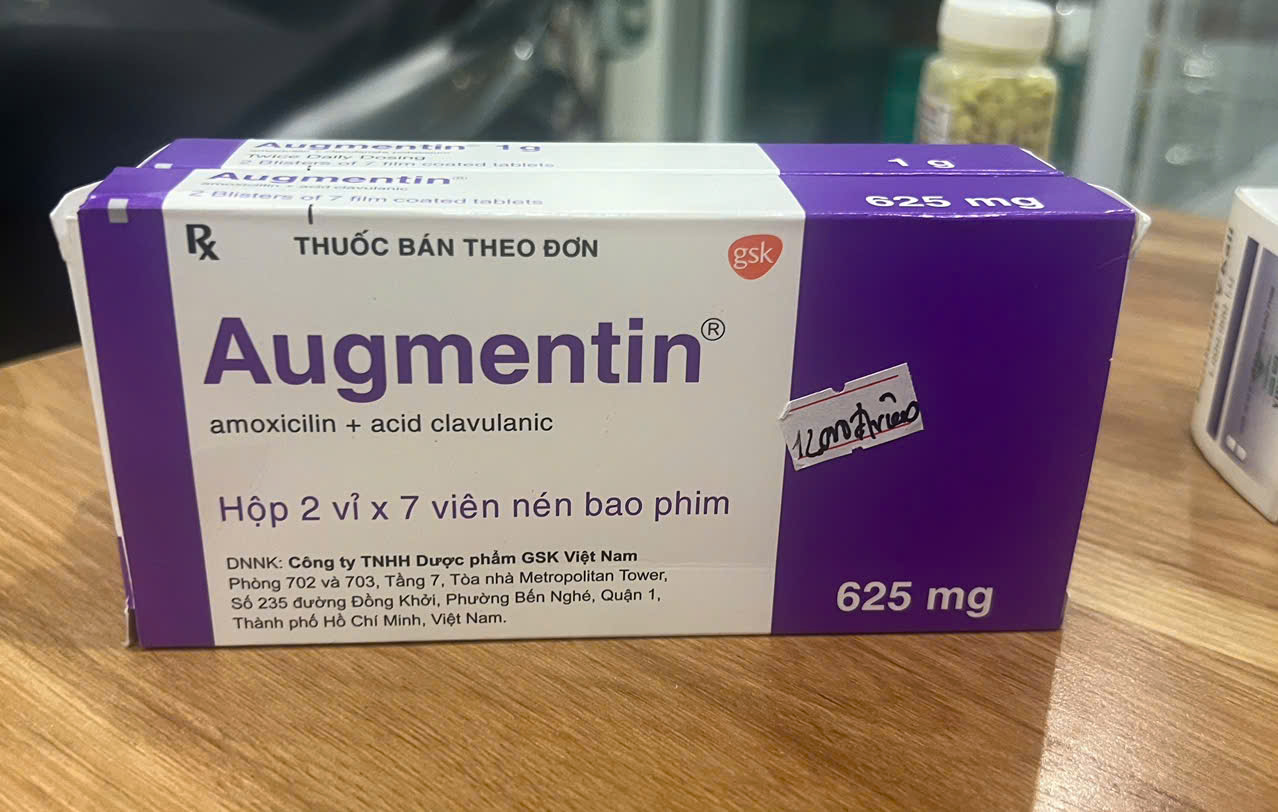 Augmentin® 1g
Twice Daily Dosing
2 Blisters of 7 film coated tablets
1 g
Augmentin®
amoxicilin + acid clavulanic
2 Blisters of 7 film coated tablets
625 mg
Rx
THUỐC BÁN THEO ĐƠN
gsk
Augmentin®
amoxicilin + acid clavulanic
Hộp 2 vỉ x 7 viên nén bao phim
DNNK: Công ty TNHH Dược phẩm GSK Việt Nam
Phòng 702 và 703, Tầng 7, Tòa nhà Metropolitan Tower,
Số 235 đường Đồng Khởi, Phường Bến Nghé, Quận 1,
Thành phố Hồ Chí Minh, Việt Nam.
625 mg